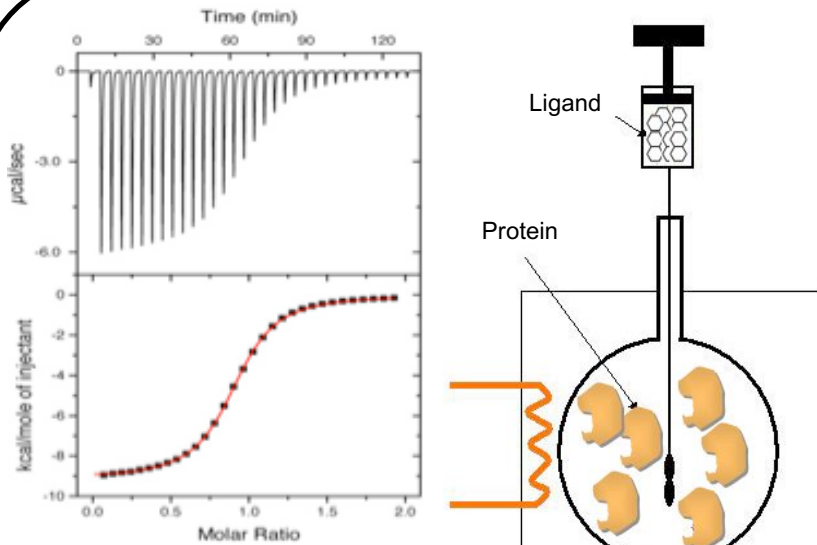 Time (min)
0 30 60 90 120
0
-3.0
-6.0
µcal/sec
0
-2
-4
-6
-8
-10
kcal/mole of injectant
0.0 0.5 1.0 1.5 2.0
Molar Ratio
Ligand
Protein